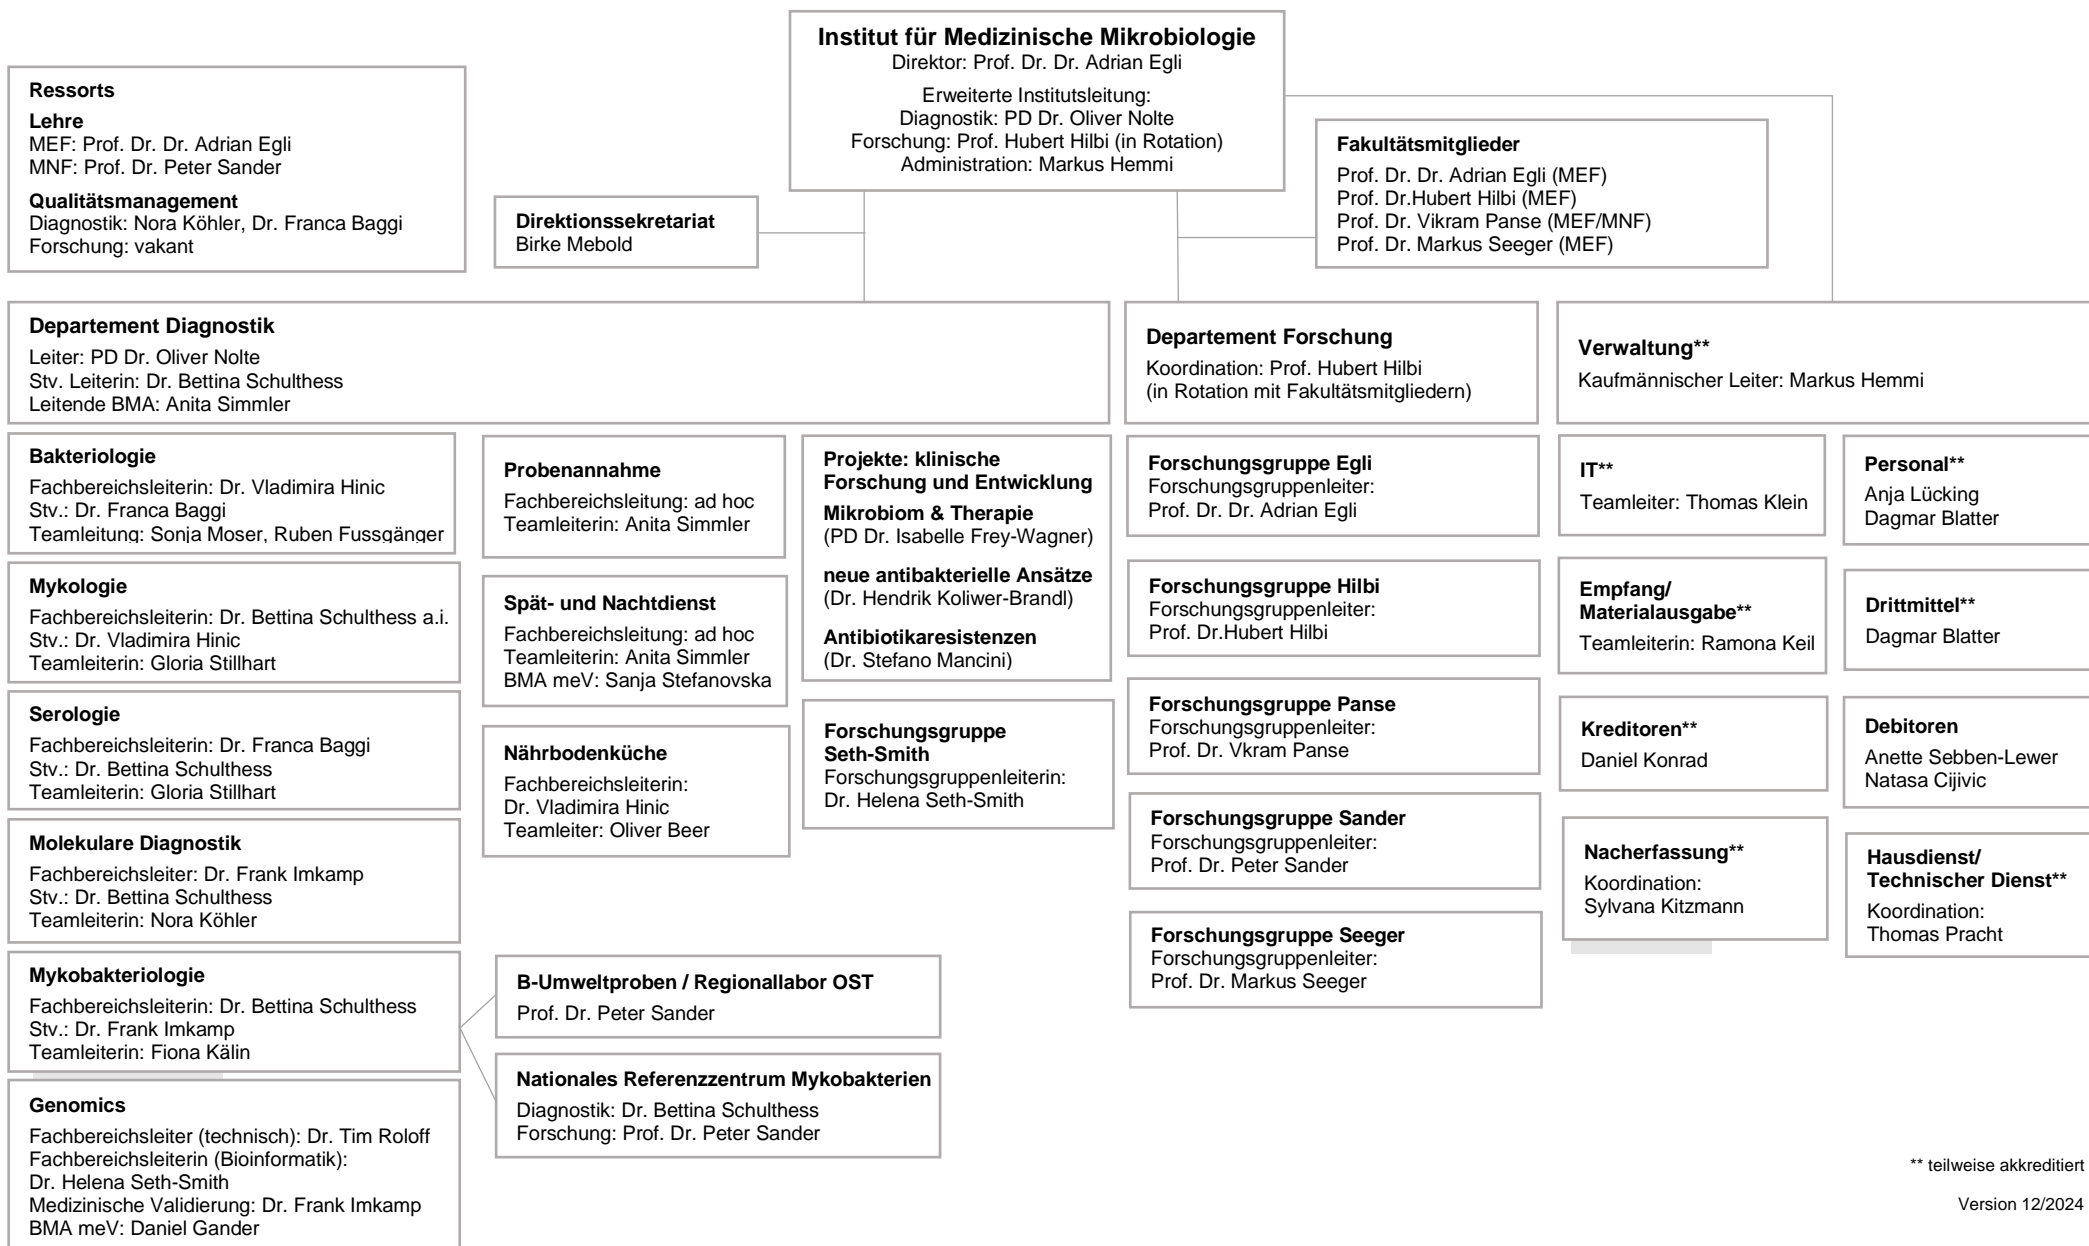 Institut für Medizinische Mikrobiologie
Direktor: Prof. Dr. Dr. Adrian Egli
Erweiterte Institutsleitung:
Diagnostik: PD Dr. Oliver Nolte
Forschung: Prof. Hubert Hilbi (in Rotation)
Administration: Markus Hemmi
Ressorts
Lehre
MEF: Prof. Dr. Dr. Adrian Egli
MNF: Prof. Dr. Peter Sander
Qualitätsmanagement
Diagnostik: Nora Köhler, Dr. Franca Baggi
Forschung: vakant
Direktionssekretariat
Birke Mebold
Fakultätsmitglieder
Prof. Dr. Dr. Adrian Egli (MEF)
Prof. Dr.Hubert Hilbi (MEF)
Prof. Dr. Vikram Panse (MEF/MNF)
Prof. Dr. Markus Seeger (MEF)
Departement Diagnostik
Leiter: PD Dr. Oliver Nolte
Stv. Leiterin: Dr. Bettina Schulthess
Leitende BMA: Anita Simmler
Departement Forschung
Koordination: Prof. Hubert Hilbi
(in Rotation mit Fakultätsmitgliedern)
Verwaltung**
Kaufmännischer Leiter: Markus Hemmi
Bakteriologie
Fachbereichsleiterin: Dr. Vladimira Hinic
Stv.: Dr. Franca Baggi
Teamleitung: Sonja Moser, Ruben Fussgänger
Mykologie
Fachbereichsleiterin: Dr. Bettina Schulthess a.i.
Stv.: Dr. Vladimira Hinic
Teamleiterin: Gloria Stillhart
Serologie
Fachbereichsleiterin: Dr. Franca Baggi
Stv.: Dr. Bettina Schulthess
Teamleiterin: Gloria Stillhart
Molekulare Diagnostik
Fachbereichsleiter: Dr. Frank Imkamp
Stv.: Dr. Bettina Schulthess
Teamleiterin: Nora Köhler
Mykobakteriologie
Fachbereichsleiterin: Dr. Bettina Schulthess
Stv.: Dr. Frank Imkamp
Teamleiterin: Fiona Kälin
Genomics
Fachbereichsleiter (technisch): Dr. Tim Roloff
Fachbereichsleiterin (Bioinformatik):
Dr. Helena Seth-Smith
Medizinische Validierung: Dr. Frank Imkamp
BMA meV: Daniel Gander
Probenannahme
Fachbereichsleitung: ad hoc
Teamleiterin: Anita Simmler
Spät- und Nachtdienst
Fachbereichsleitung: ad hoc
Teamleiterin: Anita Simmler
BMA meV: Sanja Stefanovska
Nährbodenküche
Fachbereichsleiterin:
Dr. Vladimira Hinic
Teamleiter: Oliver Beer
B-Umweltproben / Regionallabor OST
Prof. Dr. Peter Sander
Nationales Referenzzentrum Mykobakterien
Diagnostik: Dr. Bettina Schulthess
Forschung: Prof. Dr. Peter Sander
Projekte: klinische
Forschung und Entwicklung
Mikrobiom & Therapie
(PD Dr. Isabelle Frey-Wagner)
neue antibakterielle Ansätze
(Dr. Hendrik Koliwer-Brandl)
Antibiotikaresistenzen
(Dr. Stefano Mancini)
Forschungsgruppe
Seth-Smith
Forschungsgruppenleiterin:
Dr. Helena Seth-Smith
Forschungsgruppe Egli
Forschungsgruppenleiter:
Prof. Dr. Dr. Adrian Egli
Forschungsgruppe Hilbi
Forschungsgruppenleiter:
Prof. Dr.Hubert Hilbi
Forschungsgruppe Panse
Forschungsgruppenleiter:
Prof. Dr. Vkram Panse
Forschungsgruppe Sander
Forschungsgruppenleiter:
Prof. Dr. Peter Sander
Forschungsgruppe Seeger
Forschungsgruppenleiter:
Prof. Dr. Markus Seeger
IT**
Teamleiter: Thomas Klein
Empfang/
Materialausgabe**
Teamleiterin: Ramona Keil
Kreditoren**
Daniel Konrad
Nacherfassung**
Koordination:
Sylvana Kitzmann
Personal**
Anja Lücking
Dagmar Blatter
Drittmittel**
Dagmar Blatter
Debitoren
Anette Sebben-Lewer
Natasa Cijivic
Hausdienst/
Technischer Dienst**
Koordination:
Thomas Pracht
** teilweise akkreditiert
Version 12/2024